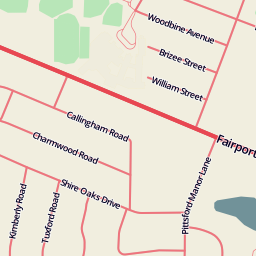 Woodbine Avenue
Brizee Street
William Street
Callingham Road
Fairport
Charmwood Road
Pittsford Manor Lane
Shire Oaks Drive
Kimberly Road
Tuxford Road